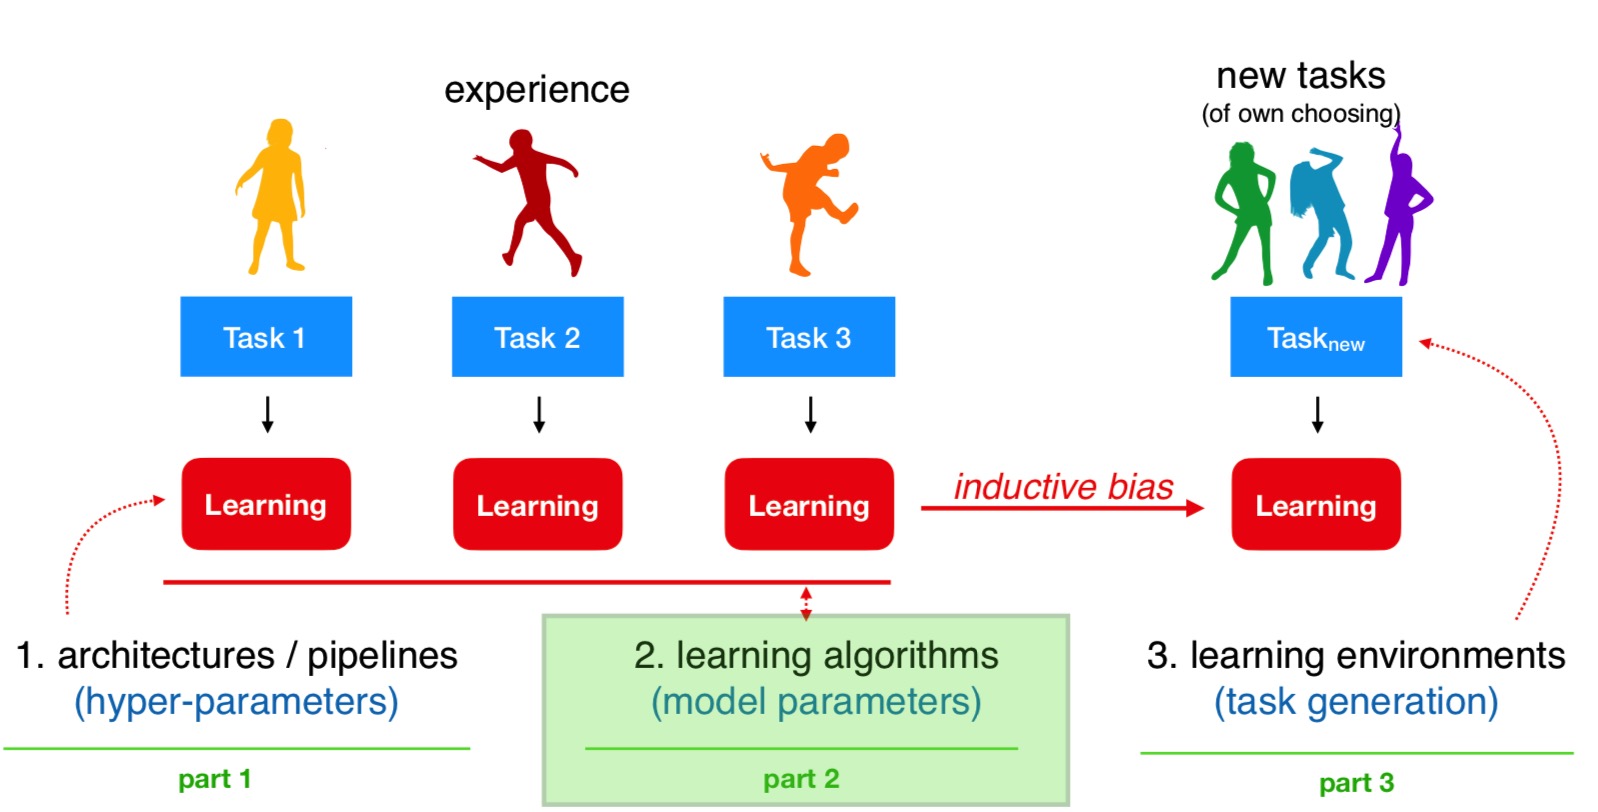 experience
new tasks
(of own choosing)
Task 1
Task 2
Task 3
Tasknew
Learning
Learning
Learning
inductive bias
Learning
1. architectures / pipelines
(hyper-parameters)
part 1
2. learning algorithms
(model parameters)
part 2
3. learning environments
(task generation)
part 3